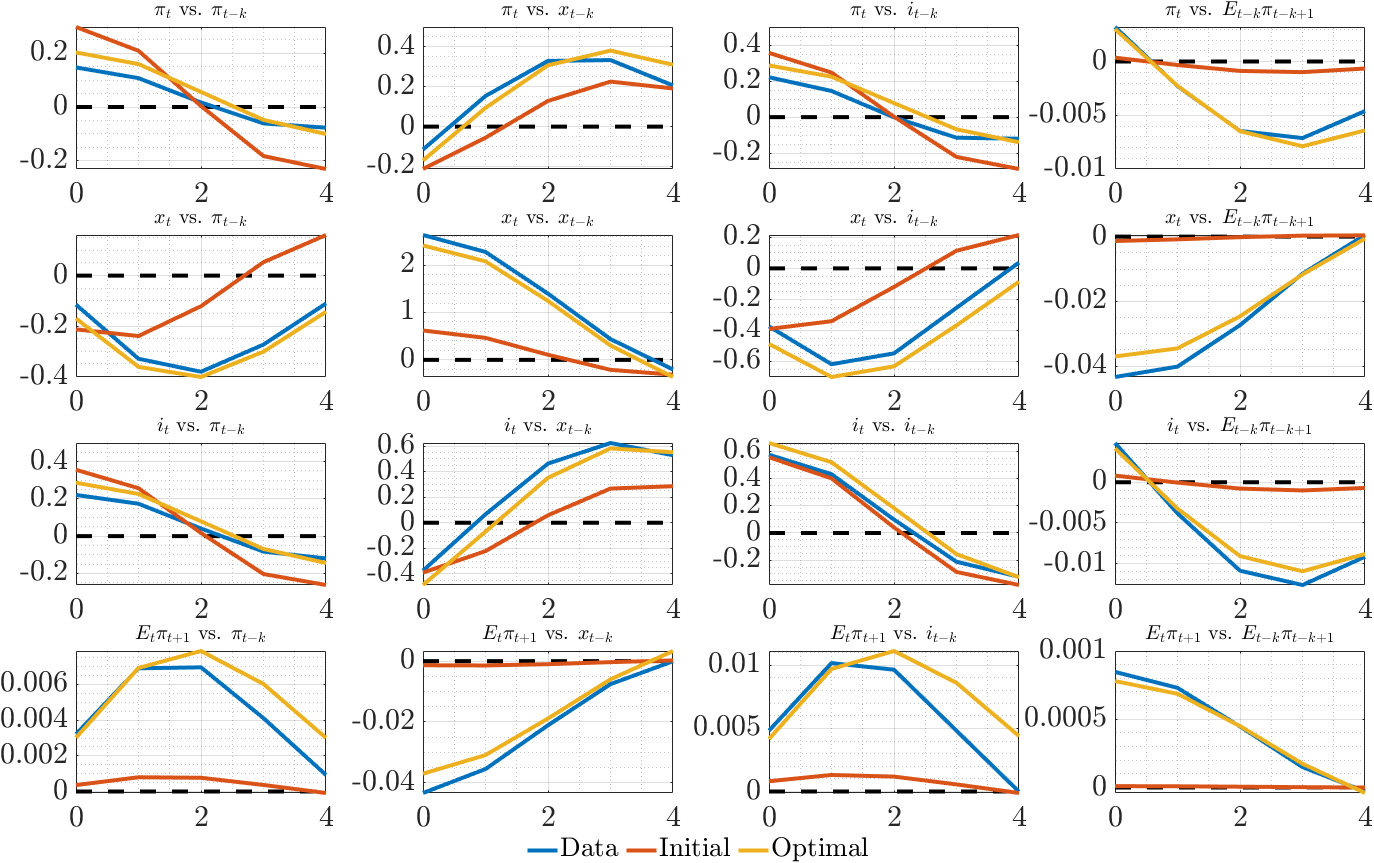 π_t vs. π_{t−k}
π_t vs. x_{t−k}
π_t vs. i_{t−k}
π_t vs. E_{t−k}π_{t−k+1}
0.2
0
-0.2
0 2 4
0.4
0.2
0
-0.2
0 2 4
0.4
0.2
0
-0.2
0 2 4
0
-0.005
-0.01
0 2 4
x_t vs. π_{t−k}
x_t vs. x_{t−k}
x_t vs. i_{t−k}
x_t vs. E_{t−k}π_{t−k+1}
0
-0.2
-0.4
0 2 4
2
1
0
0 2 4
0.2
0
-0.2
-0.4
-0.6
0 2 4
0
-0.02
-0.04
0 2 4
i_t vs. π_{t−k}
i_t vs. x_{t−k}
i_t vs. i_{t−k}
i_t vs. E_{t−k}π_{t−k+1}
0.4
0.2
0
-0.2
0 2 4
0.6
0.4
0.2
0
-0.2
-0.4
0 2 4
0.6
0.4
0.2
0
-0.2
0 2 4
0
-0.005
-0.01
0 2 4
E_tπ_{t+1} vs. π_{t−k}
E_tπ_{t+1} vs. x_{t−k}
E_tπ_{t+1} vs. i_{t−k}
E_tπ_{t+1} vs. E_{t−k}π_{t−k+1}
0.006
0.004
0.002
0
0 2 4
0
-0.02
-0.04
0 2 4
0.01
0.005
0
0 2 4
0.001
0.0005
0
0 2 4
Data Initial Optimal